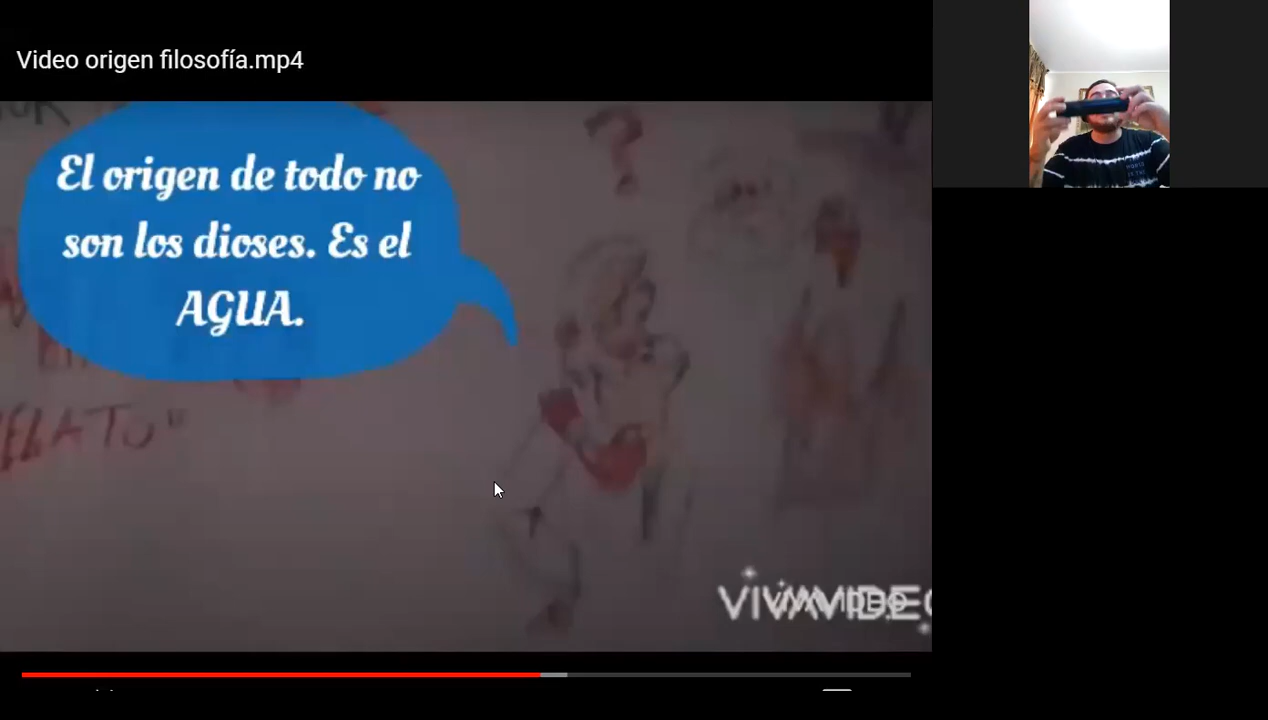 Video origen filosofía.mp4
El origen de todo no
son los dioses. Es el
AGUA.
VIVAVIDEO